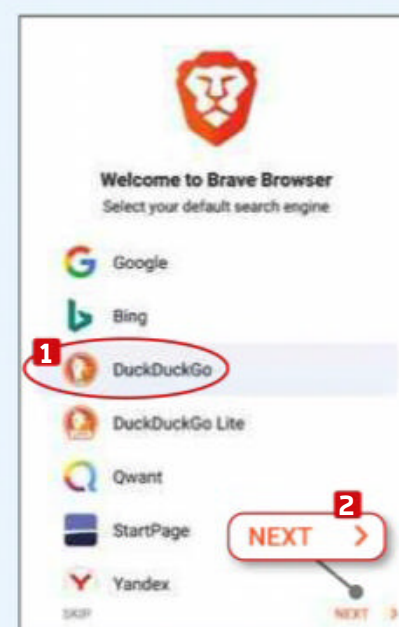 Welcome to Brave Browser
Select your default search engine
Google
Bing
1
DuckDuckGo
DuckDuckGo Lite
Qwant
StartPage
2
NEXT >
Yandex
SKIP
NEXT >